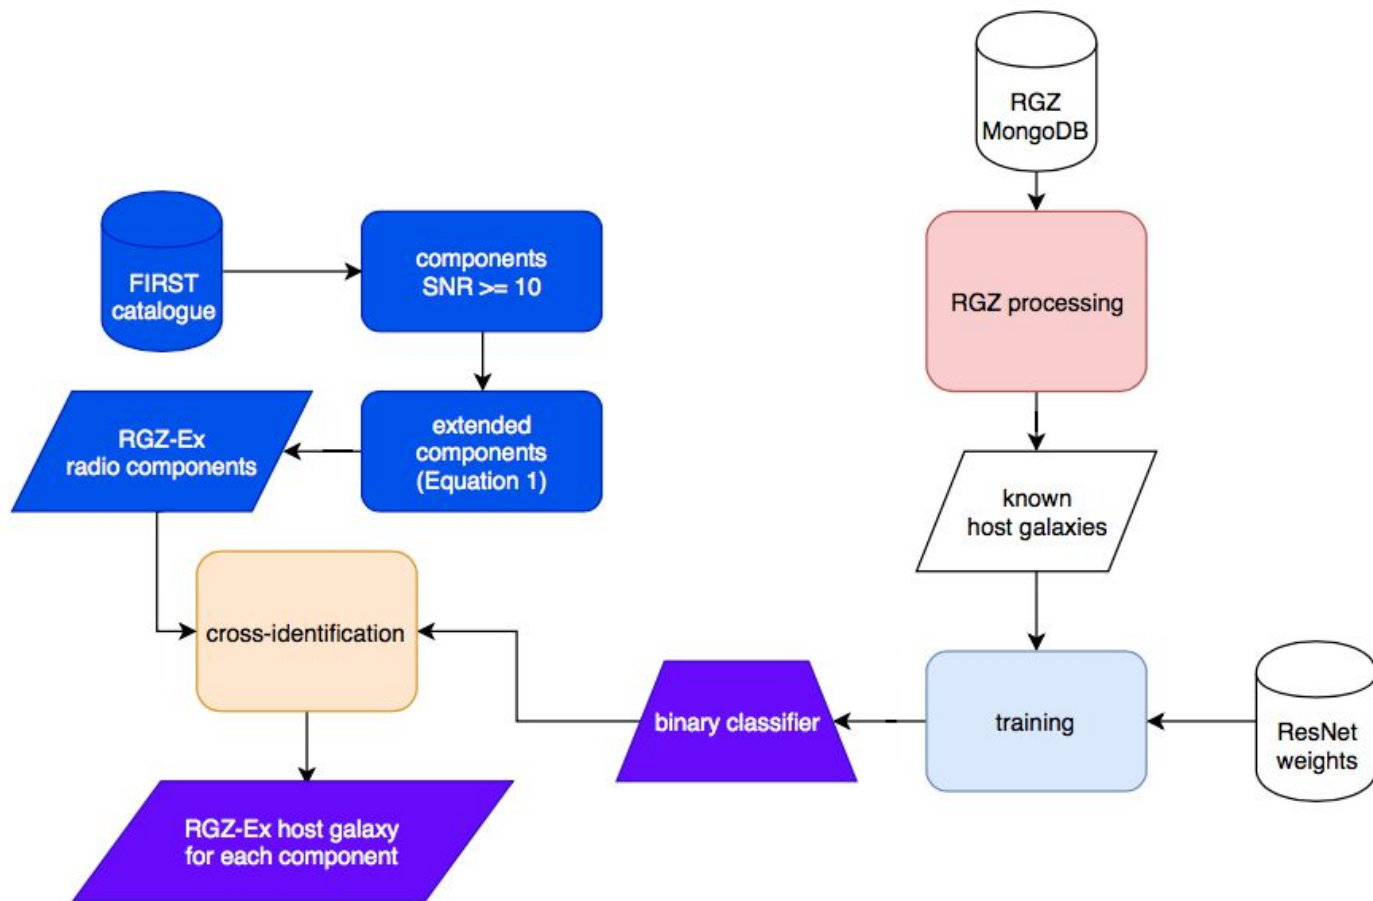 RGZ
MongoDB
FIRST
catalogue
components
SNR >= 10
RGZ processing
RGZ-Ex
radio components
extended
components
(Equation 1)
known
host galaxies
cross-identification
binary classifier
training
ResNet
weights
RGZ-Ex host galaxy
for each component